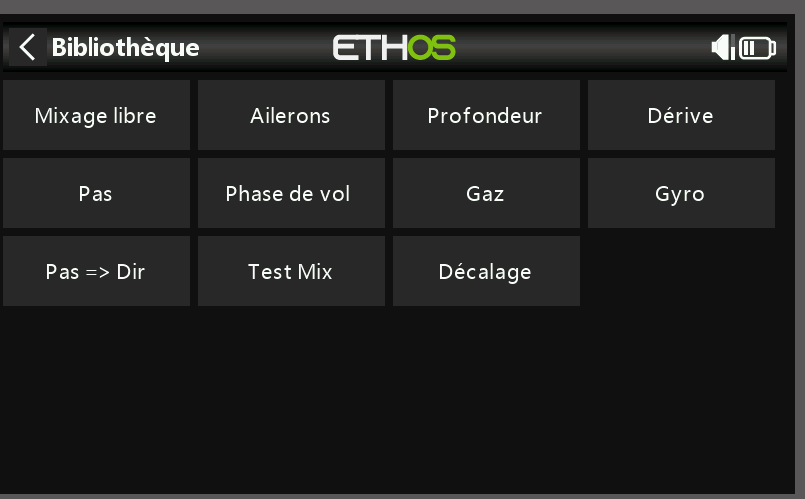 Bibliothèque ETHOS
Mixage libre Ailerons Profondeur Dérive
Pas Phase de vol Gaz Gyro
Pas => Dir Test Mix Décalage